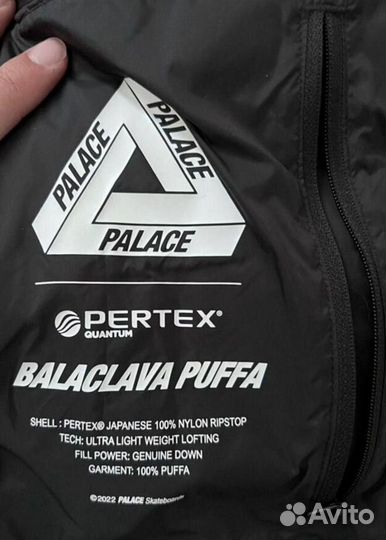 PALACE
PALACE
PALACE
PERTEX®
QUANTUM
BALACLAVA PUFFA
SHELL : PERTEX® JAPANESE 100% NYLON RIPSTOP
TECH: ULTRA LIGHT WEIGHT LOFTING
FILL POWER: GENUINE DOWN
GARMENT: 100% PUFFA
©2022 PALACE Skateboards
Avito